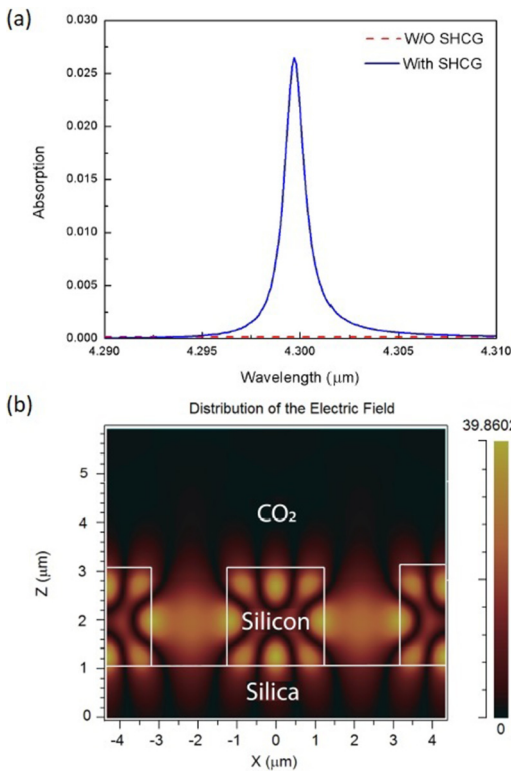 (a)
0.030
0.025
0.020
0.015
0.010
0.005
0.000
Absorption
W/O SHCG
With SHCG
4.290 4.295 4.300 4.305 4.310
Wavelength (μm)
(b)
Distribution of the Electric Field
39.8602
CO₂
Silicon
Silica
5
4
3
2
1
0
Z (μm)
-4 -3 -2 -1 0 1 2 3 4
X (μm)
0